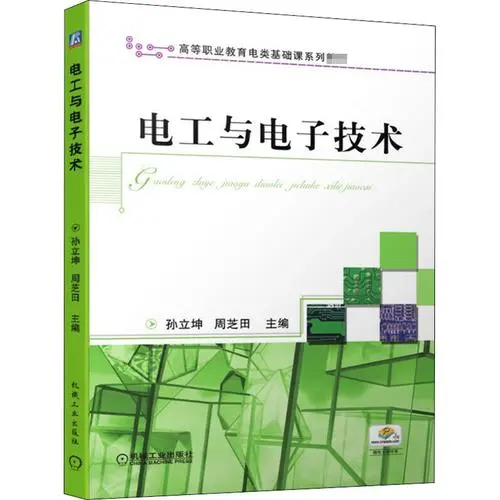 电工与电子技术
孙立坤 周芝田 主编
机械工业出版社
高等职业教育电类基础课系列
电工与电子技术
Gaodeng zhiye jiaoyu dianlei jichuke xilie jiaocai
孙立坤 周芝田 主编
机械工业出版社